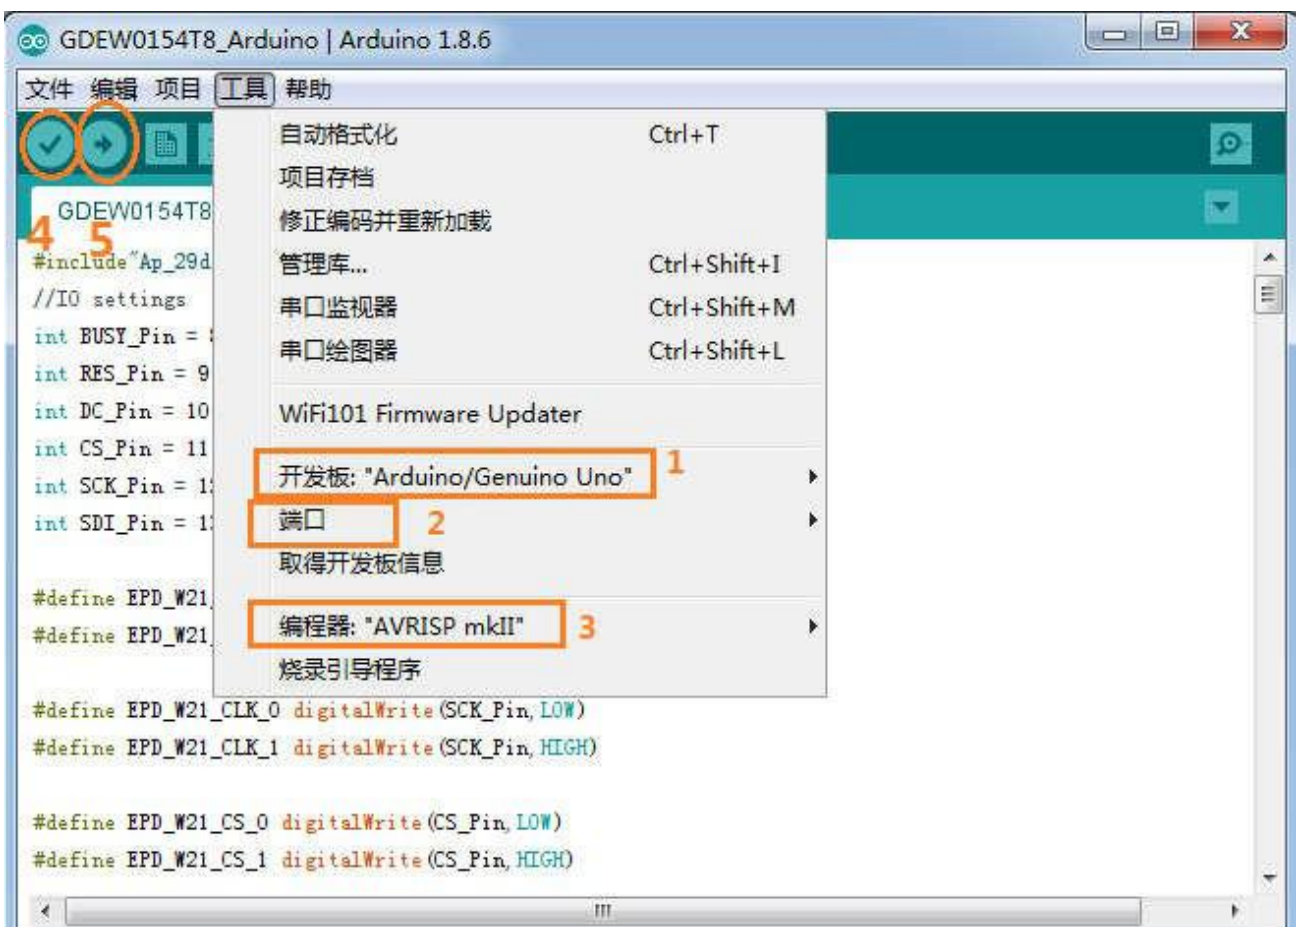 GDEW0154T8_Arduino | Arduino 1.8.6
文件 编辑 项目 工具 帮助
自动格式化 Ctrl+T
项目存档
修正编码并重新加载
管理库... Ctrl+Shift+I
串口监视器 Ctrl+Shift+M
串口绘图器 Ctrl+Shift+L
WiFi101 Firmware Updater
开发板: "Arduino/Genuino Uno" 1
端口 2
取得开发板信息
编程器: "AVRISP mkII" 3
烧录引导程序
GDEW0154T8
4 5
#include"Ap_29d
//IO settings
int BUSY_Pin =
int RES_Pin = 9
int DC_Pin = 10
int CS_Pin = 11
int SCK_Pin = 1
int SDI_Pin = 1
#define EPD_W21_
#define EPD_W21_
#define EPD_W21_CLK_0 digitalWrite(SCK_Pin,LOW)
#define EPD_W21_CLK_1 digitalWrite(SCK_Pin,HIGH)
#define EPD_W21_CS_0 digitalWrite(CS_Pin,LOW)
#define EPD_W21_CS_1 digitalWrite(CS_Pin,HIGH)